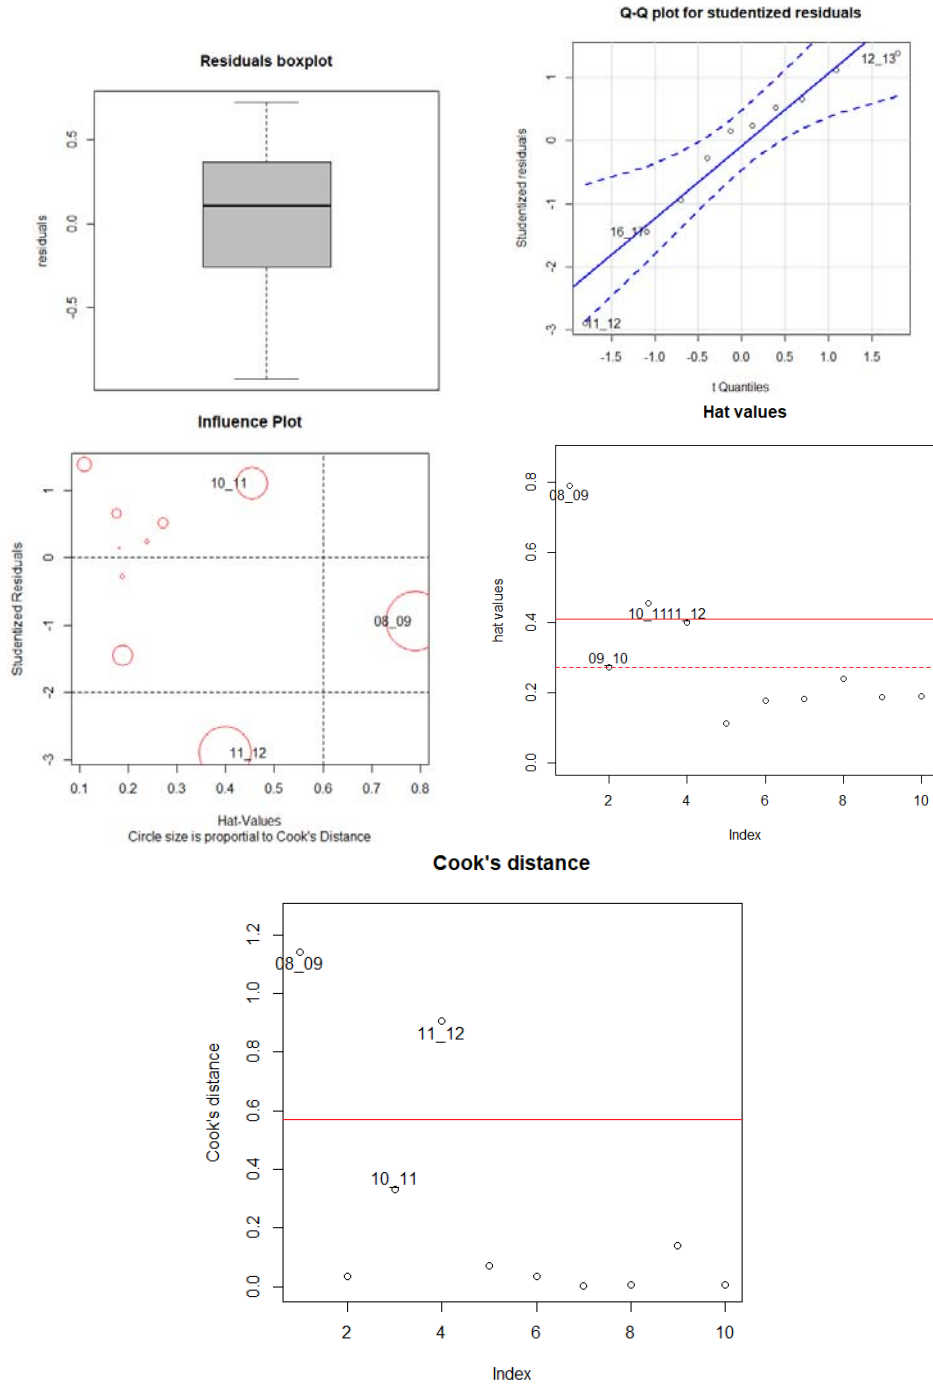 Q-Q plot for studentized residuals
Residuals boxplot
residuals
0.5
0.0
-0.5
Studentized residuals
1
0
-1
-2
-3
12_13
16_17
11_12
-1.5 -1.0 -0.5 0.0 0.5 1.0 1.5
t Quantiles
Influence Plot
Studentized Residuals
1
0
-1
-2
-3
10_11
08_09
11_12
0.1 0.2 0.3 0.4 0.5 0.6 0.7 0.8
Hat-Values
Circle size is proportial to Cook's Distance
Hat values
hat values
0.8
0.6
0.4
0.2
0.0
08_09
10_11 11_12
09_10
2 4 6 8 10
Index
Cook's distance
Cook's distance
1.2
1.0
0.8
0.6
0.4
0.2
0.0
08_09
11_12
10_11
2 4 6 8 10
Index